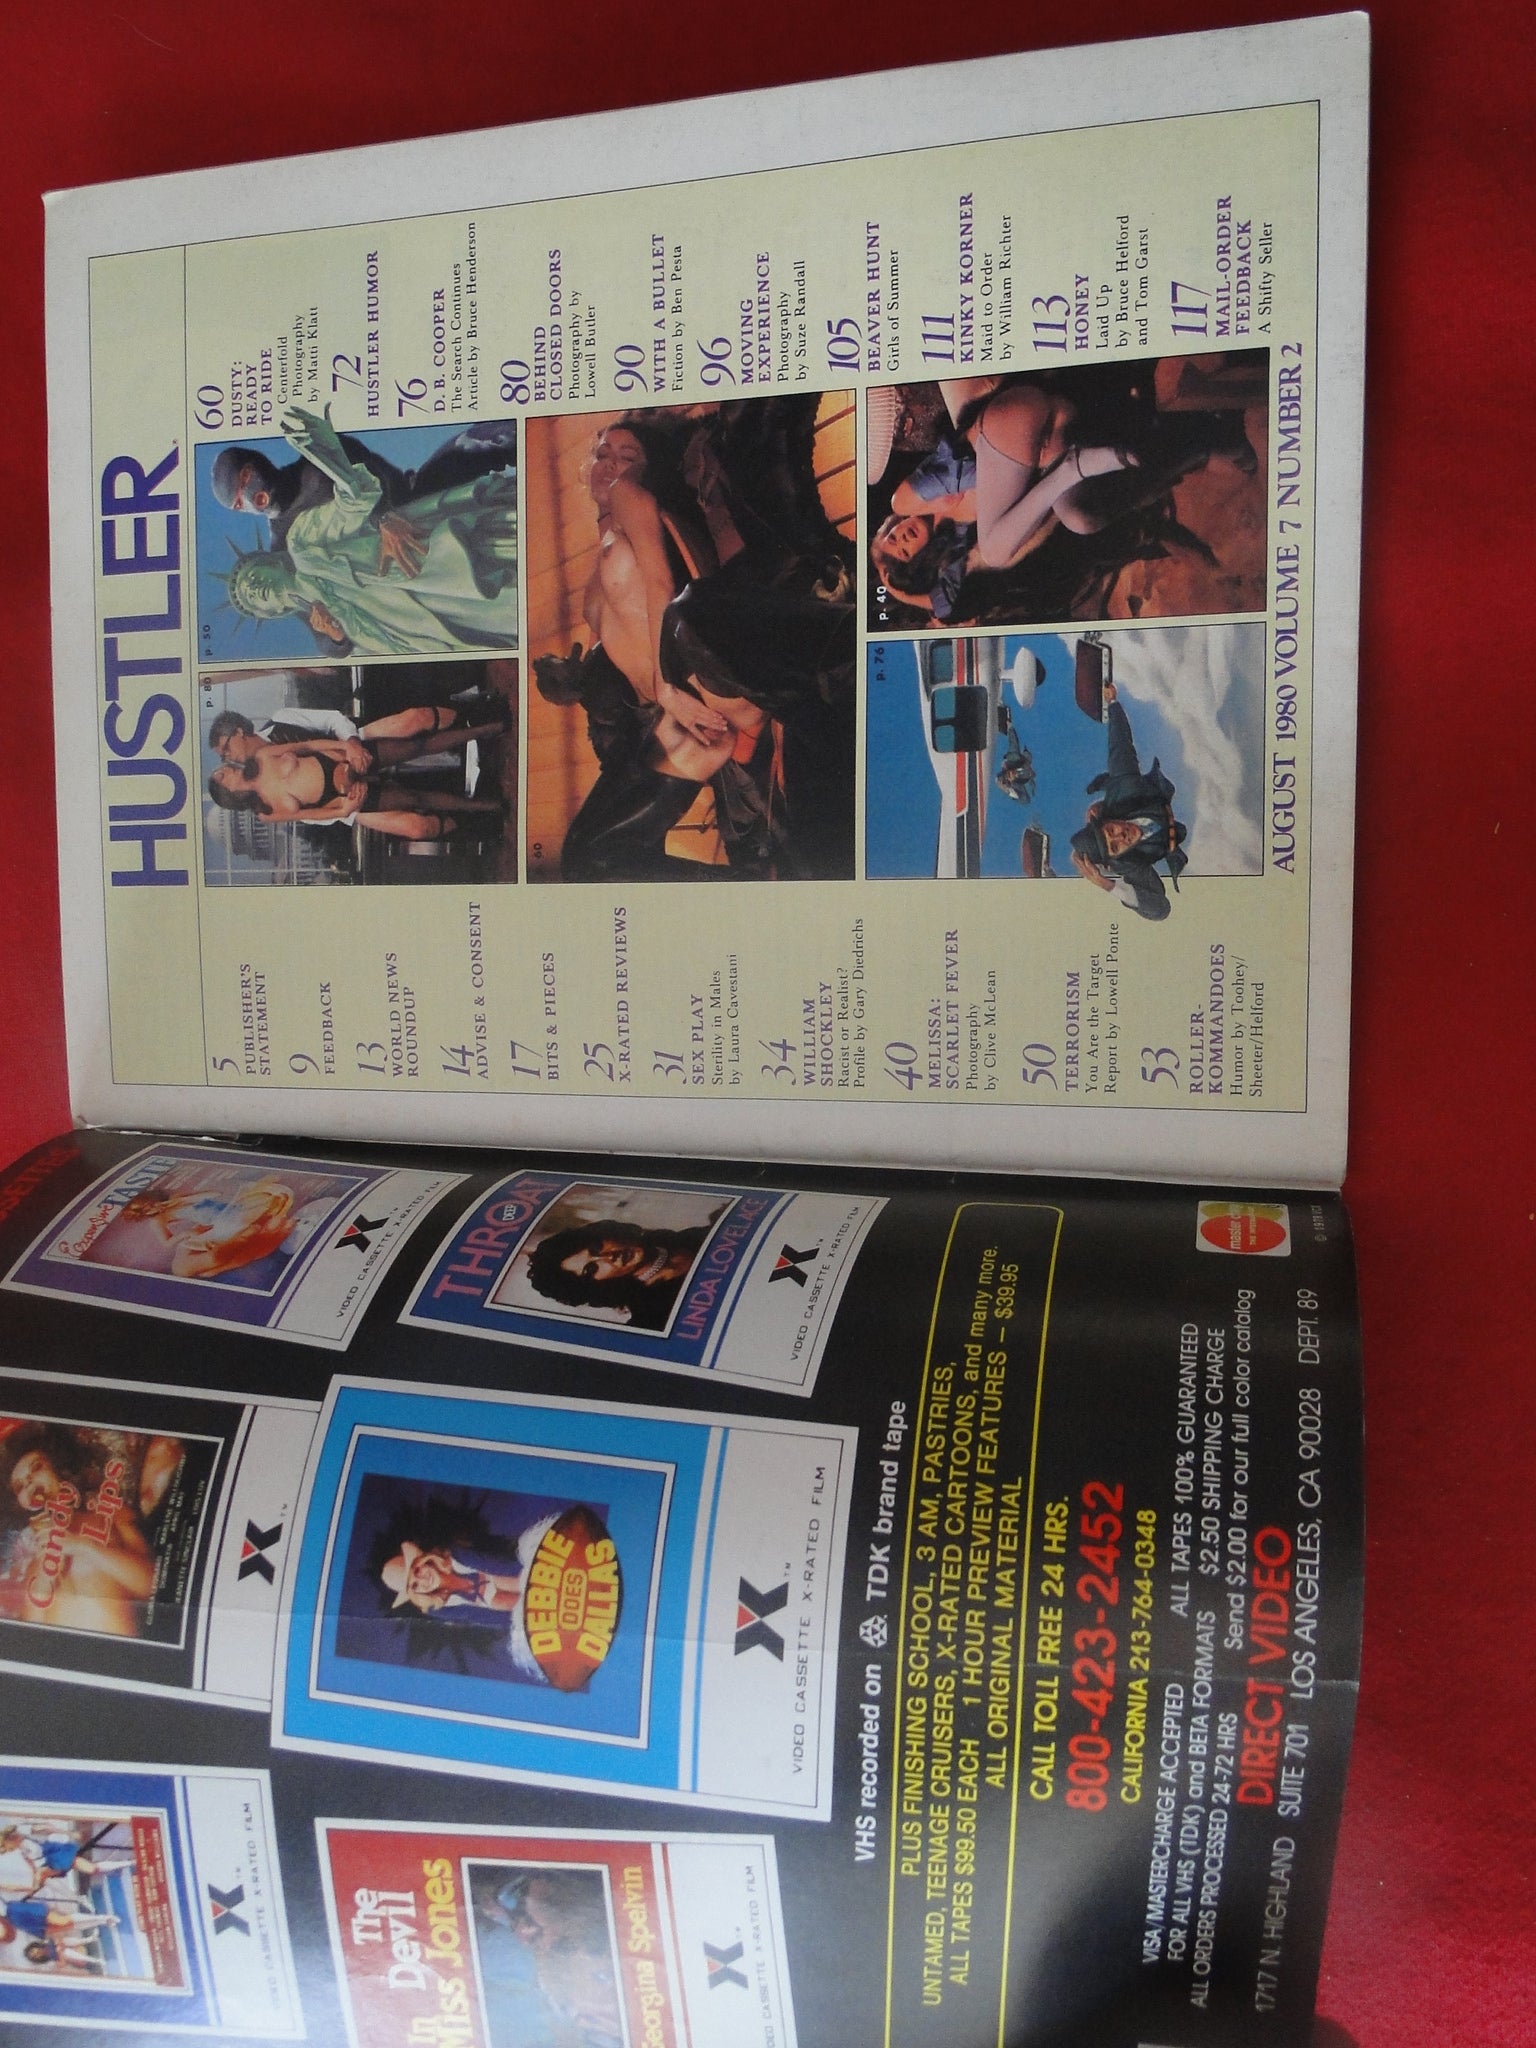 HUSTLER
5
PUBLISHER'S
STATEMENT
9
FEEDBACK
13
WORLD NEWS
ROUNDUP
14
ADVISE & CONSENT
17
BITS & PIECES
25
X-RATED REVIEWS
31
SEX PLAY
Sterility in Males
by Laura Cavestani
34
WILLIAM
SHOCKLEY
Racist or Realist?
Profile by Gary Diedrichs
40
MELISSA:
SCARLET FEVER
Photography
by Clive McLean
50
TERRORISM
You Are the Target
Report by Lowell Ponte
53
ROLLER-
KOMMANDOES
Humor by Toohey/
Sheeter/Helford
p. 80
p. 50
60
p. 76
p. 40
60
DUSTY:
READY
TO RIDE
Centerfold
Photography
by Matti Klatt
72
HUSTLER HUMOR
76
D. B. COOPER
The Search Continues
Article by Bruce Henderson
80
BEHIND
CLOSED DOORS
Photography by
Lowell Butler
90
WITH A BULLET
Fiction by Ben Pesta
96
MOVING
EXPERIENCE
Photography
by Suze Randall
105
BEAVER HUNT
Girls of Summer
111
KINKY KORNER
Maid to Order
by William Richter
113
HONEY
Laid Up
by Bruce Helford
and Tom Garst
117
MAIL-ORDER
FEEDBACK
A Shifty Seller
AUGUST 1980 VOLUME 7 NUMBER 2
Candy
Lips
TASTE
VIDEO CASSETTE X-RATED FILM
The
Devil
In
Miss Jones
Georgina Spelvin
DEBBIE
DOES
DALLAS
VIDEO CASSETTE X-RATED FILM
DEEP
THROAT
LINDA LOVELACE
VIDEO CASSETTE X-RATED FILM
VHS recorded on TDK brand tape
PLUS FINISHING SCHOOL, 3 AM, PASTRIES,
UNTAMED, TEENAGE CRUISERS, X-RATED CARTOONS, and many more.
ALL TAPES $99.50 EACH · 1 HOUR PREVIEW FEATURES — $39.95
ALL ORIGINAL MATERIAL
CALL TOLL FREE 24 HRS.
800-423-2452
CALIFORNIA 213-764-0348
VISA/MASTERCHARGE ACCEPTED ALL TAPES 100% GUARANTEED
FOR ALL VHS (TDK) and BETA FORMATS $2.50 SHIPPING CHARGE
ALL ORDERS PROCESSED 24-72 HRS Send $2.00 for our full color catalog
DIRECT VIDEO
1717 N. HIGHLAND SUITE 701 LOS ANGELES, CA 90028 DEPT. 89